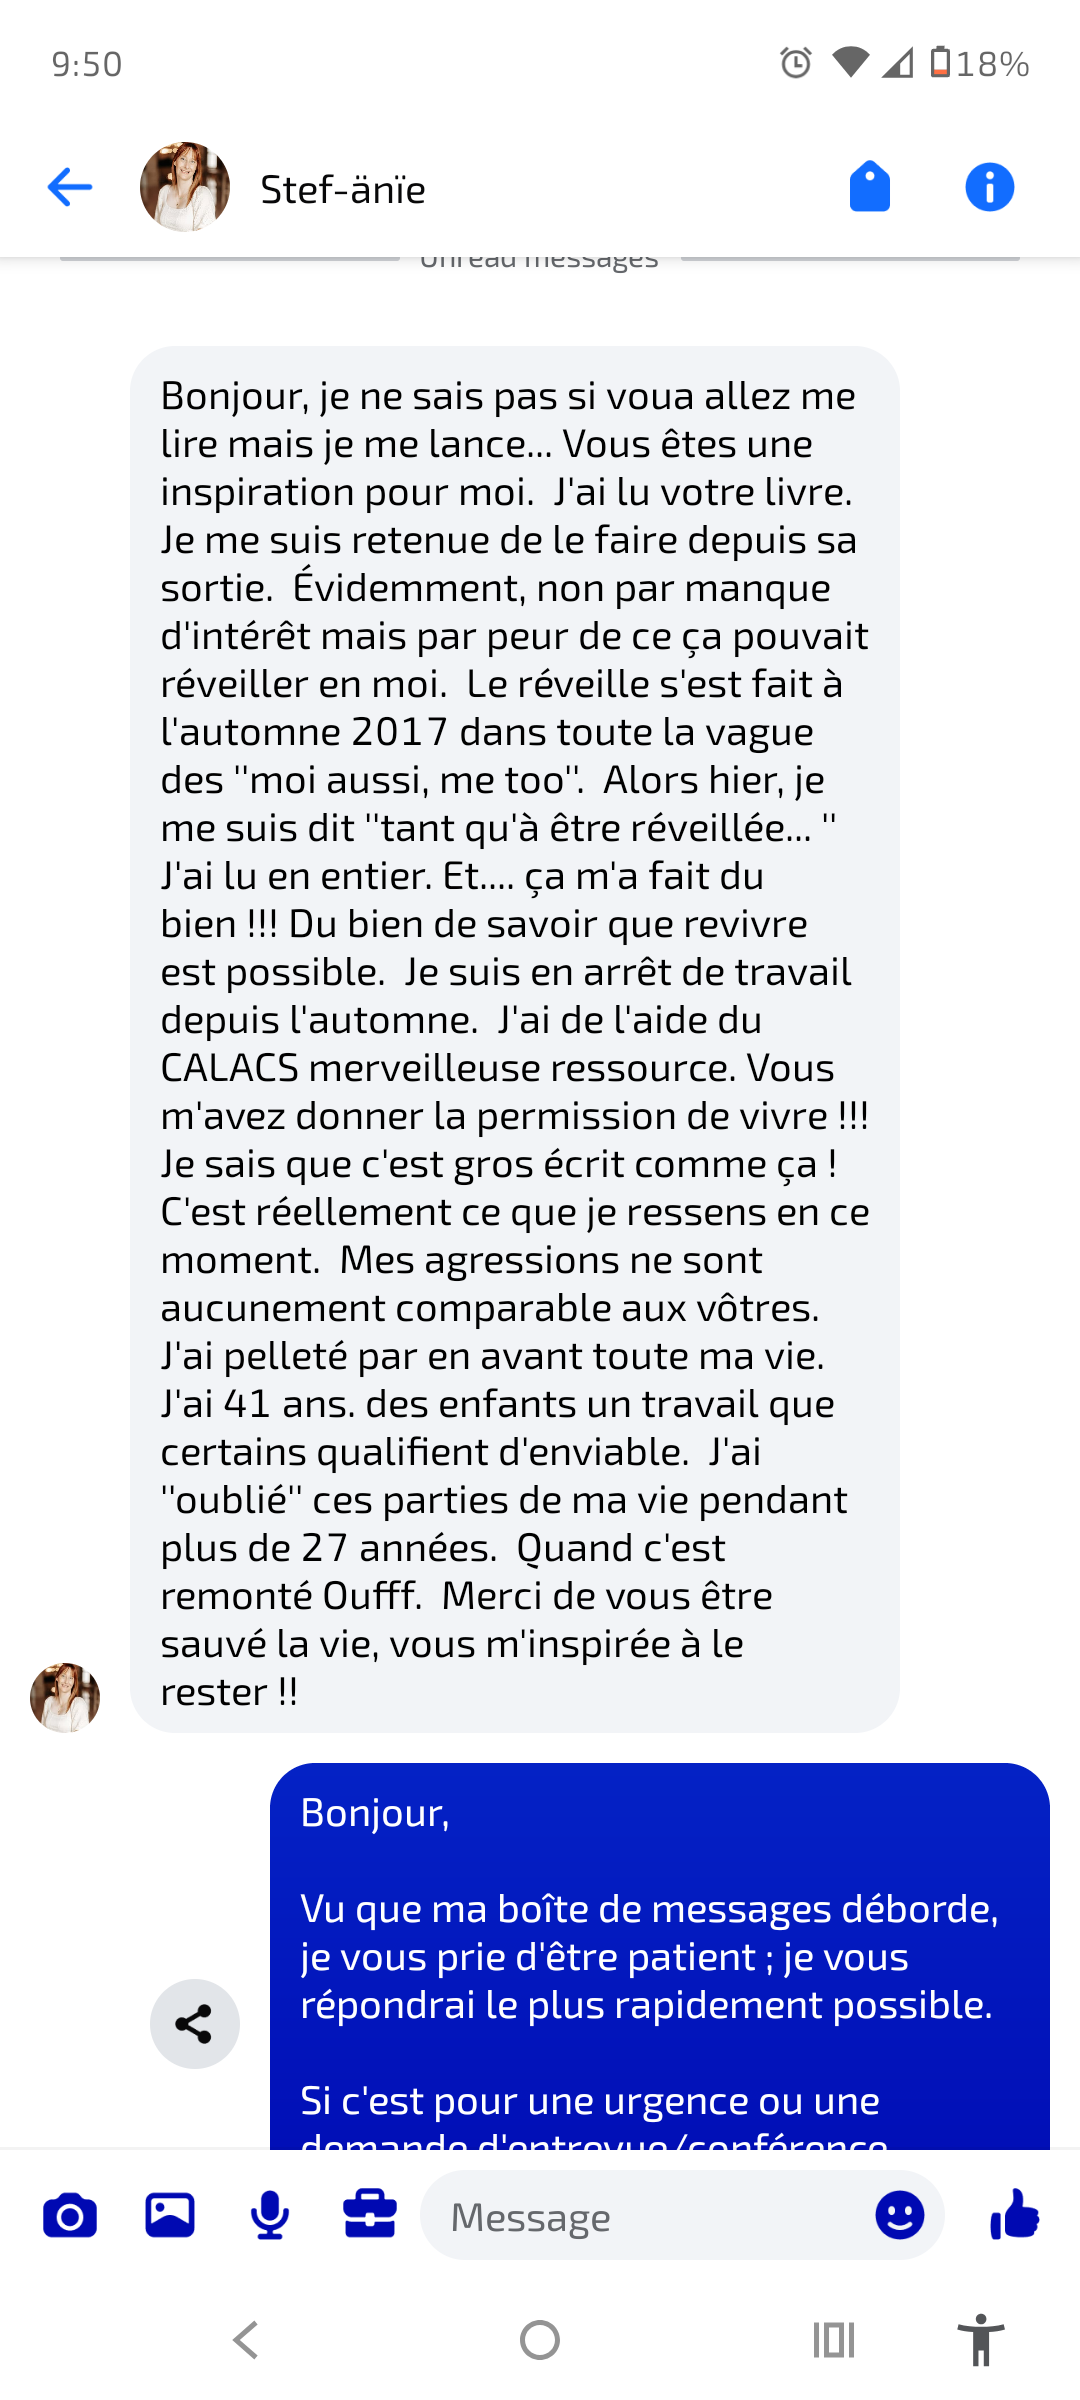 9:50
18%
Stef-änïe
Unread messages
Bonjour, je ne sais pas si voua allez me
lire mais je me lance... Vous êtes une
inspiration pour moi.  J'ai lu votre livre.
Je me suis retenue de le faire depuis sa
sortie.  Évidemment, non par manque
d'intérêt mais par peur de ce ça pouvait
réveiller en moi.  Le réveille s'est fait à
l'automne 2017 dans toute la vague
des ''moi aussi, me too''.  Alors hier, je
me suis dit ''tant qu'à être réveillée... ''
J'ai lu en entier. Et.... ça m'a fait du
bien !!! Du bien de savoir que revivre
est possible.  Je suis en arrêt de travail
depuis l'automne.  J'ai de l'aide du
CALACS merveilleuse ressource. Vous
m'avez donner la permission de vivre !!!
Je sais que c'est gros écrit comme ça !
C'est réellement ce que je ressens en ce
moment.  Mes agressions ne sont
aucunement comparable aux vôtres.
J'ai pelleté par en avant toute ma vie.
J'ai 41 ans. des enfants un travail que
certains qualifient d'enviable.  J'ai
''oublié'' ces parties de ma vie pendant
plus de 27 années.  Quand c'est
remonté Oufff.  Merci de vous être
sauvé la vie, vous m'inspirée à le
rester !!
Bonjour,
Vu que ma boîte de messages déborde,
je vous prie d'être patient ; je vous
répondrai le plus rapidement possible.
Si c'est pour une urgence ou une
demande d'entrevue/conférence
Message